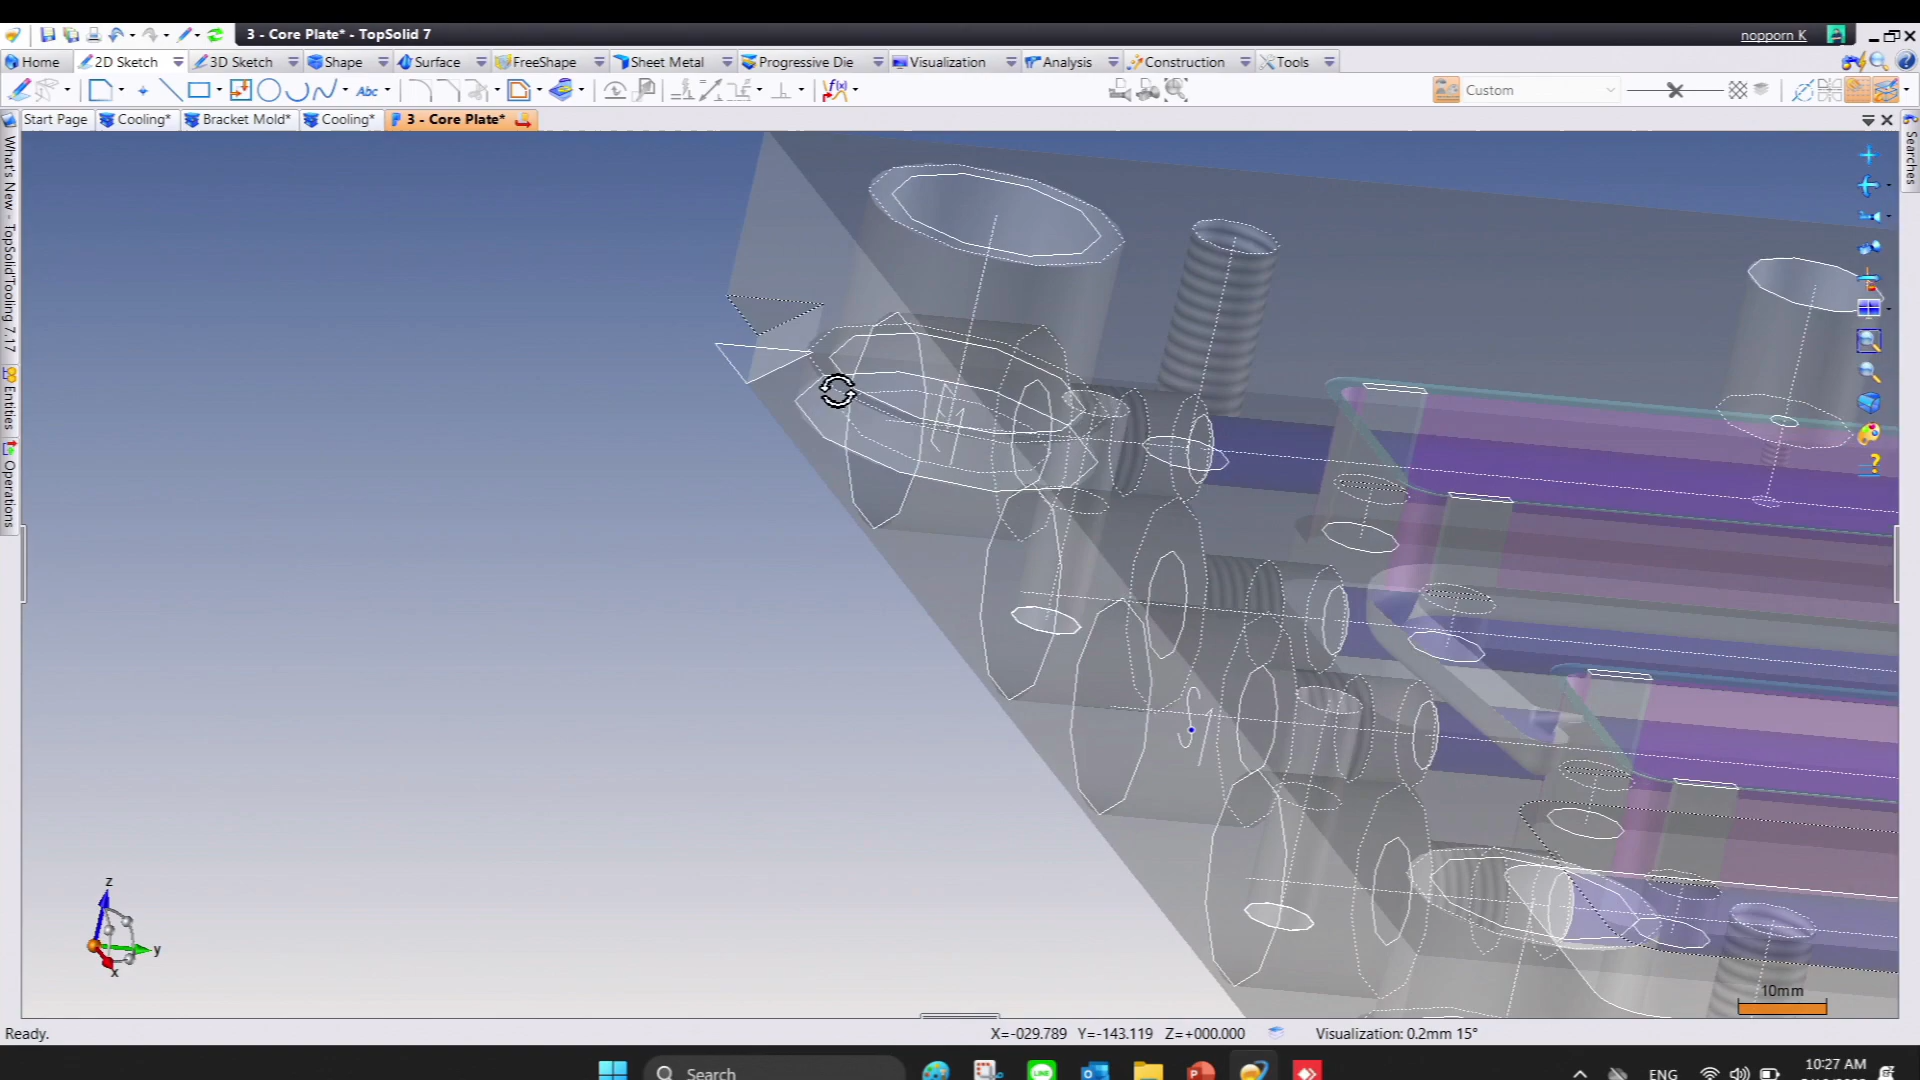 3 - Core Plate* - TopSolid 7
nopporn K
Home 2D Sketch 3D Sketch Shape Surface FreeShape Sheet Metal Progressive Die Visualization Analysis Construction Tools
Abc
Custom
Start Page Cooling* Bracket Mold* Cooling* 3 - Core Plate*
What's New - TopSolid'Tooling 7.17
Entities
Operations
Searches
z
y
x
10mm
Ready.
X=-029.789 Y=-143.119 Z=+000.000 Visualization: 0.2mm 15°
Search
ENG
10:27 AM